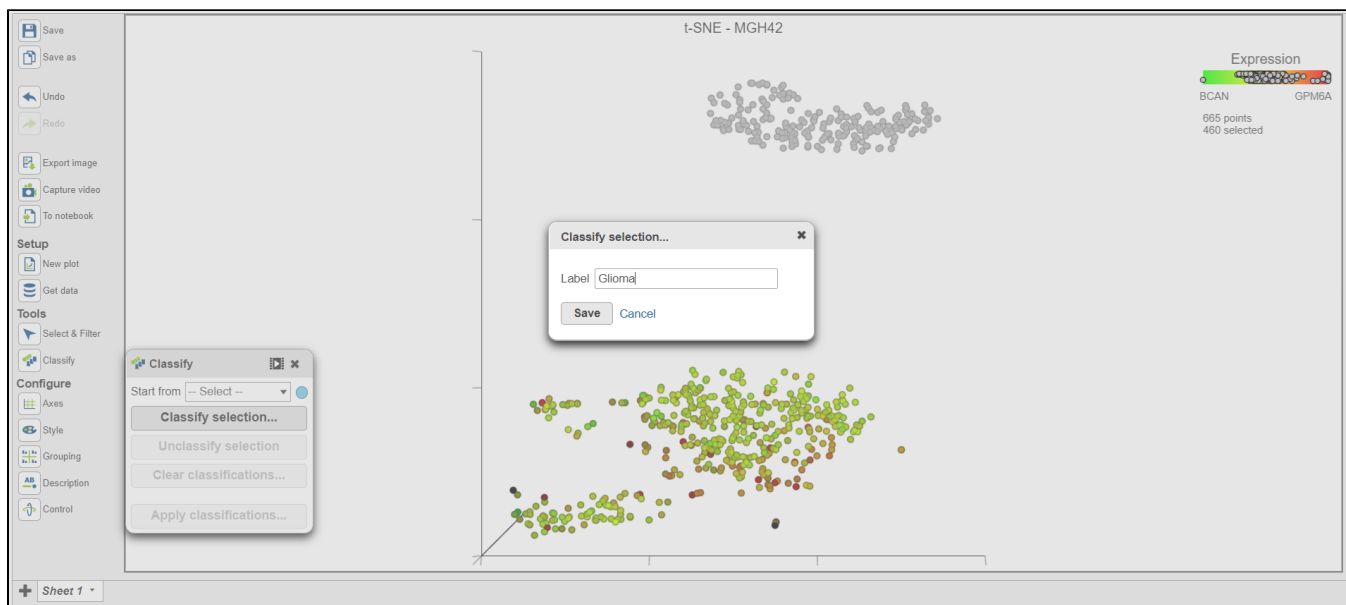 t-SNE - MGH42
Save
Save as
Undo
Redo
Export image
Capture video
To notebook
Setup
New plot
Get data
Tools
Select & Filter
Classify
Configure
Axes
Style
Grouping
Description
Control
Classify
Start from -- Select --
Classify selection...
Unclassify selection
Clear classifications...
Apply classifications...
Classify selection...
Label Glioma
Save Cancel
Expression
BCAN GPM6A
665 points
460 selected
Sheet 1